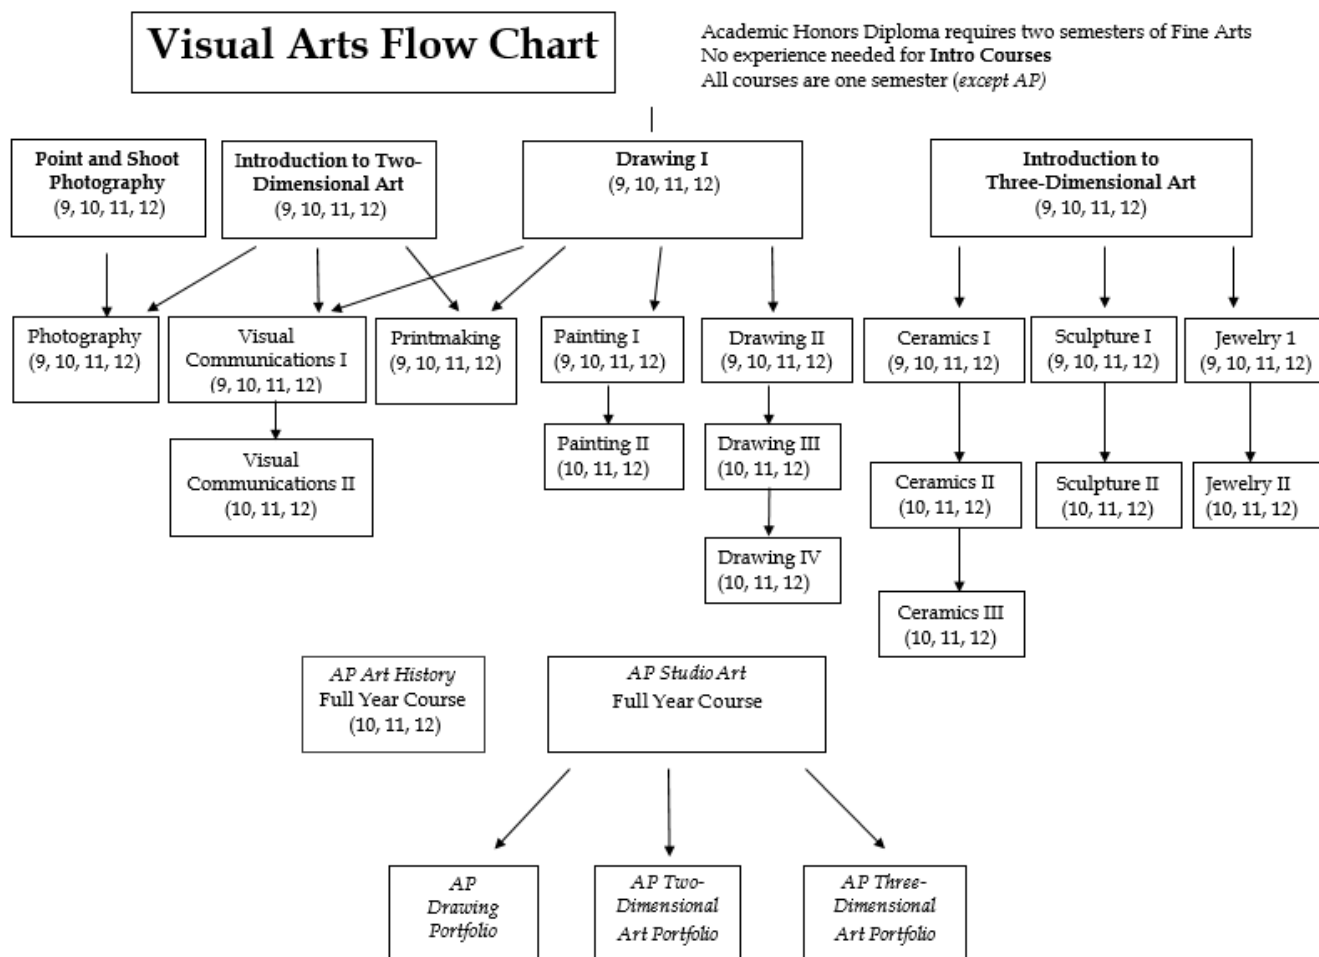 Visual Arts Flow Chart
Academic Honors Diploma requires two semesters of Fine Arts
No experience needed for Intro Courses
All courses are one semester (except AP)
Point and Shoot
Photography
(9, 10, 11, 12)
Introduction to Two-
Dimensional Art
(9, 10, 11, 12)
Drawing I
(9, 10, 11, 12)
Introduction to
Three-Dimensional Art
(9, 10, 11, 12)
Photography
(9, 10, 11, 12)
Visual
Communications I
(9, 10, 11, 12)
Printmaking
(9, 10, 11, 12)
Painting I
(9, 10, 11, 12)
Drawing II
(9, 10, 11, 12)
Ceramics I
(9, 10, 11, 12)
Sculpture I
(9, 10, 11, 12)
Jewelry 1
(9, 10, 11, 12)
Visual
Communications II
(10, 11, 12)
Painting II
(10, 11, 12)
Drawing III
(10, 11, 12)
Ceramics II
(10, 11, 12)
Sculpture II
(10, 11, 12)
Jewelry II
(10, 11, 12)
Drawing IV
(10, 11, 12)
Ceramics III
(10, 11, 12)
AP Art History
Full Year Course
(10, 11, 12)
AP Studio Art
Full Year Course
AP
Drawing
Portfolio
AP Two-
Dimensional
Art Portfolio
AP Three-
Dimensional
Art Portfolio